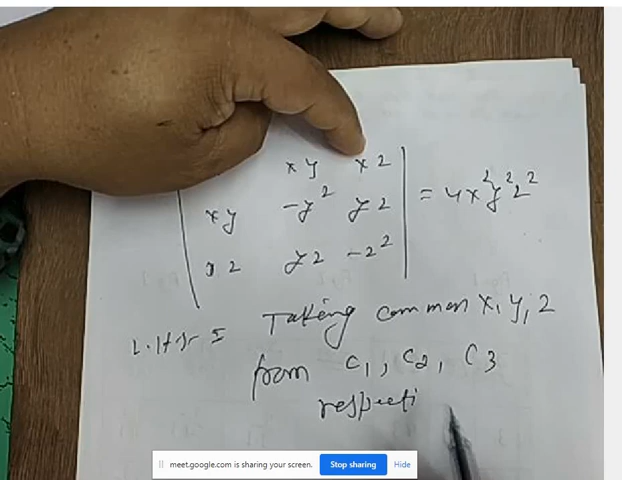 xy xz
xy -y² yz = 4x²y²z²
xz yz -z²
L.H.S = Taking common x, y, z
from C1, C2, C3
respecti
meet.google.com is sharing your screen. Stop sharing Hide